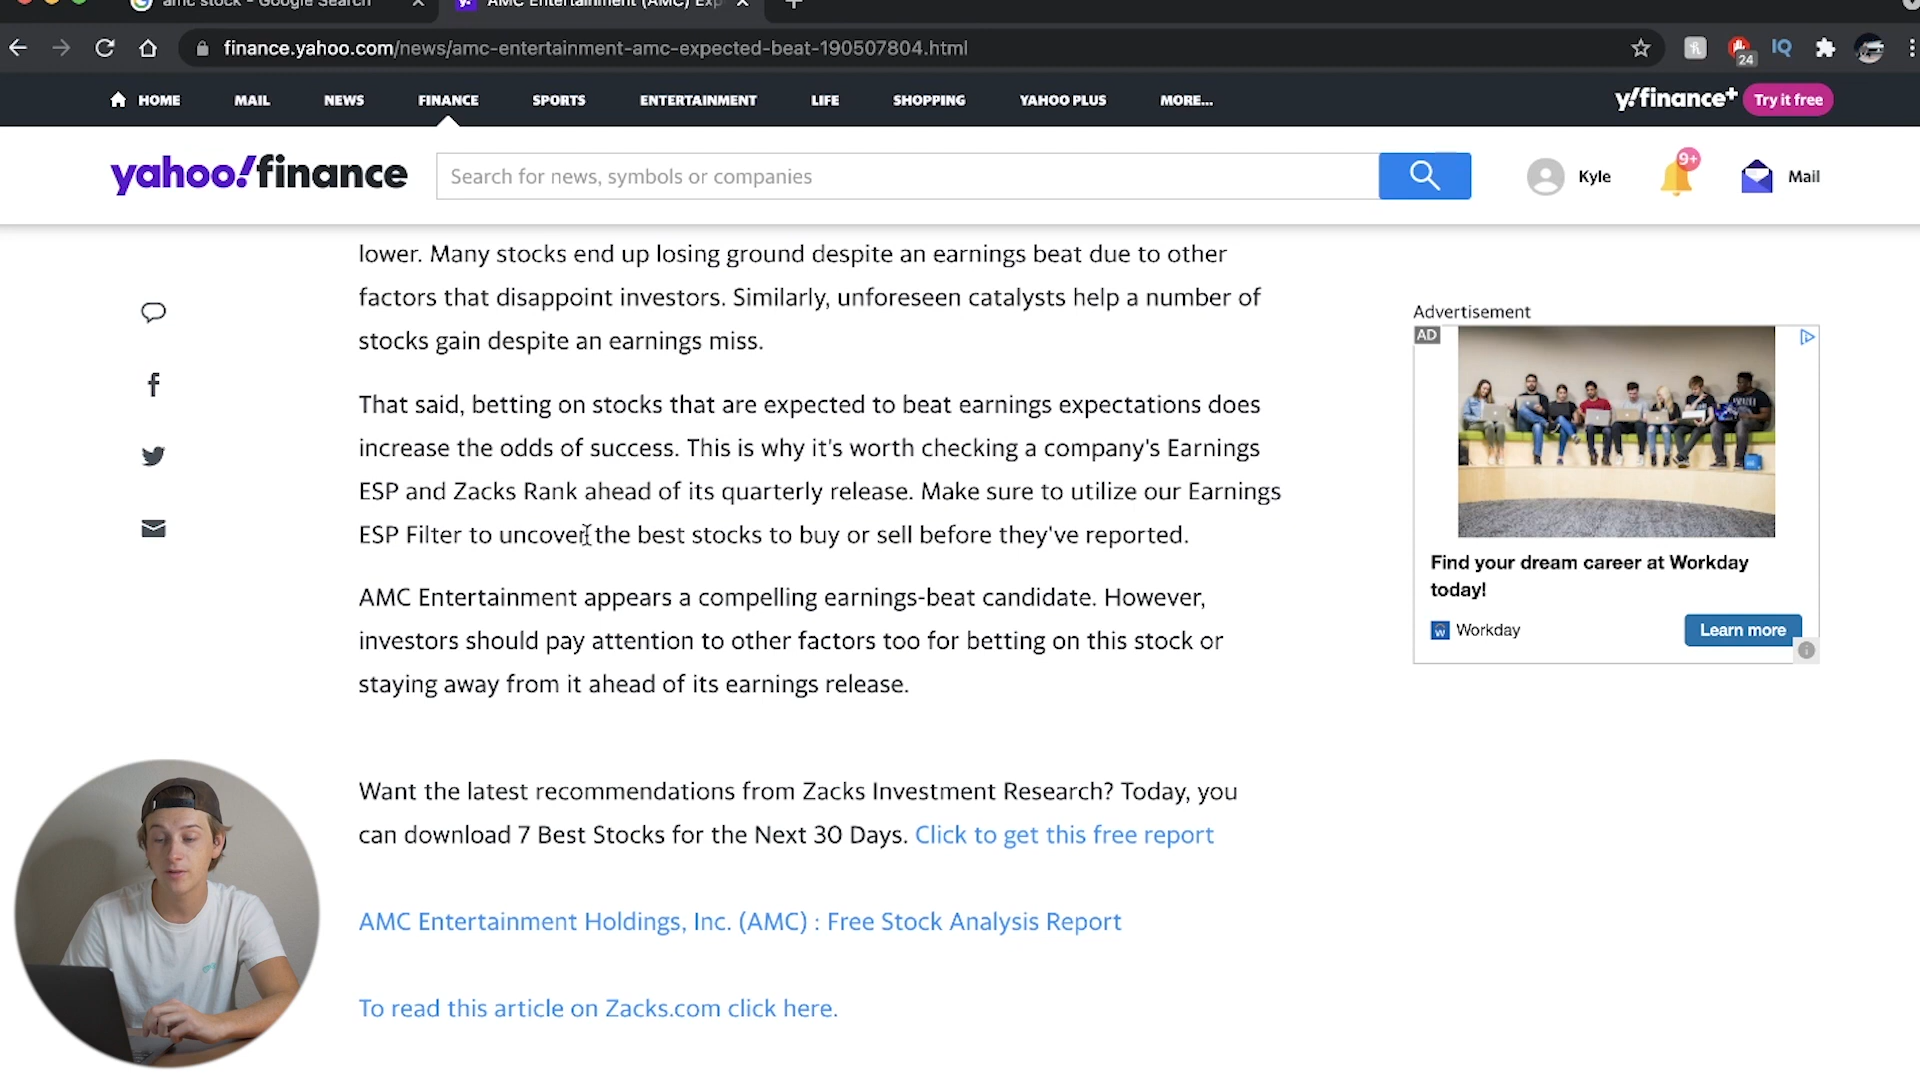 amc stock - Google Search
AMC Entertainment (AMC) Exp
finance.yahoo.com/news/amc-entertainment-amc-expected-beat-190507804.html
24
IQ
HOME
MAIL
NEWS
FINANCE
SPORTS
ENTERTAINMENT
LIFE
SHOPPING
YAHOO PLUS
MORE...
y!finance+
Try it free
yahoo!finance
Search for news, symbols or companies
Kyle
9+
Mail
lower. Many stocks end up losing ground despite an earnings beat due to other
factors that disappoint investors. Similarly, unforeseen catalysts help a number of
stocks gain despite an earnings miss.
That said, betting on stocks that are expected to beat earnings expectations does
increase the odds of success. This is why it's worth checking a company's Earnings
ESP and Zacks Rank ahead of its quarterly release. Make sure to utilize our Earnings
ESP Filter to uncover the best stocks to buy or sell before they've reported.
AMC Entertainment appears a compelling earnings-beat candidate. However,
investors should pay attention to other factors too for betting on this stock or
staying away from it ahead of its earnings release.
Want the latest recommendations from Zacks Investment Research? Today, you
can download 7 Best Stocks for the Next 30 Days. Click to get this free report
AMC Entertainment Holdings, Inc. (AMC) : Free Stock Analysis Report
To read this article on Zacks.com click here.
Advertisement
AD
Find your dream career at Workday
today!
Workday
Learn more